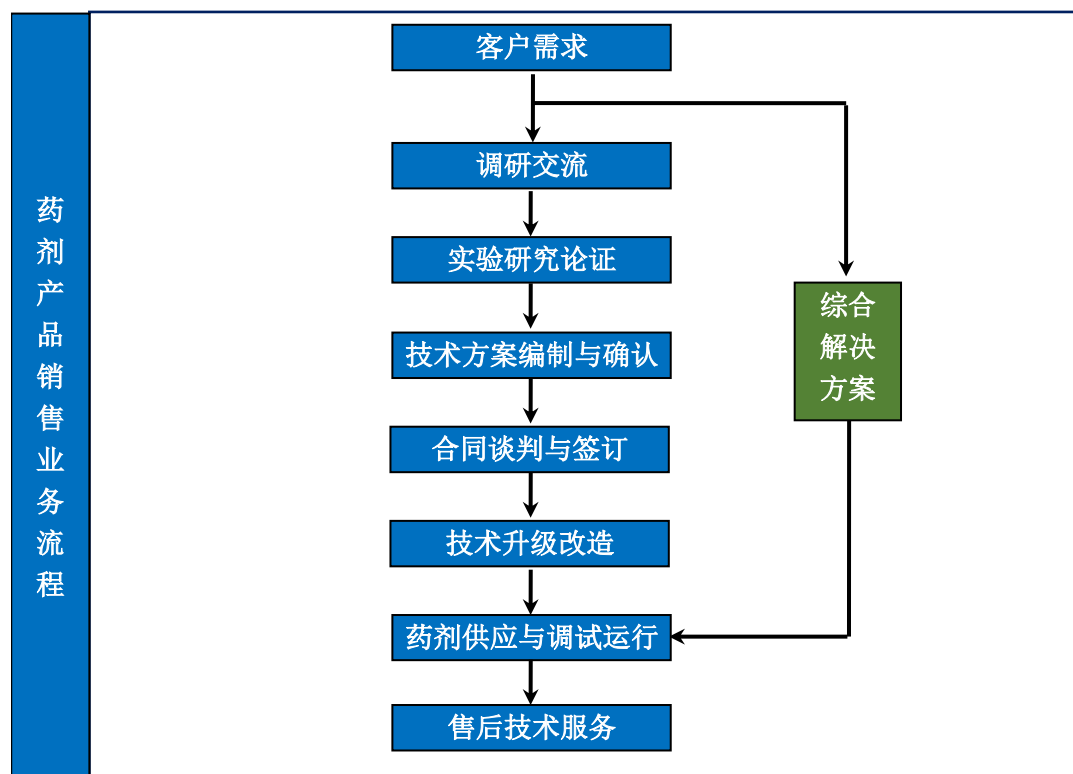 药剂产品销售业务流程
客户需求
调研交流
实验研究论证
综合
解决
方案
技术方案编制与确认
合同谈判与签订
技术升级改造
药剂供应与调试运行
售后技术服务